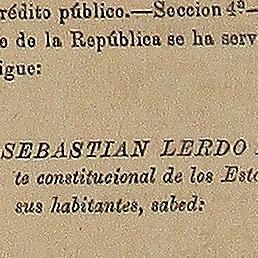 rédito público.—Seccion 4ª—
de la República se ha serv
igue:
SEBASTIAN LERDO
te constitucional de los Esta
sus habitantes, sabed: